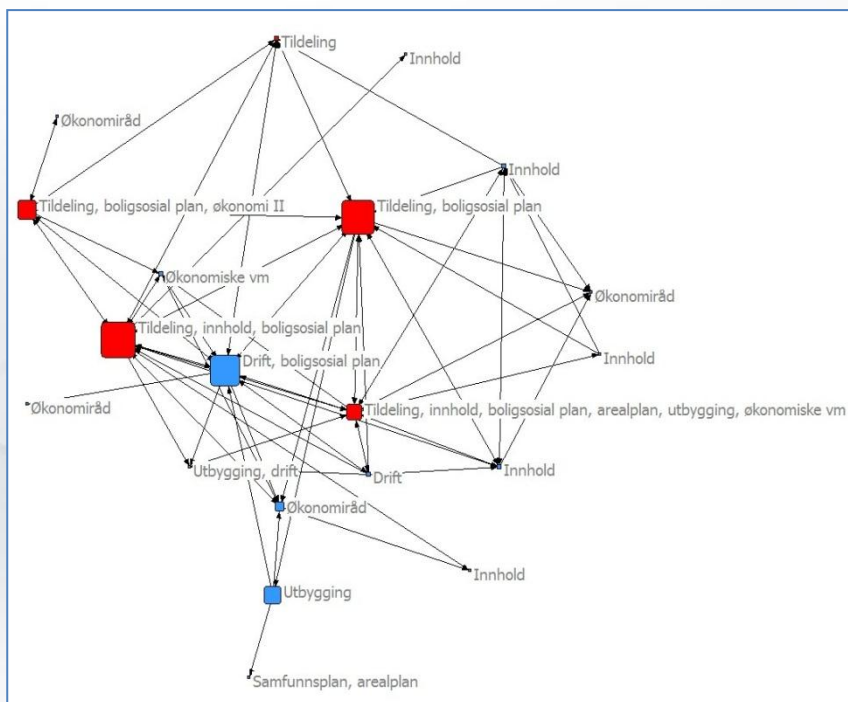 Tildeling
Innhold
Økonomiråd
Innhold
Tildeling, boligsosial plan, økonomi II
Tildeling, boligsosial plan
Økonomiske vm
Økonomiråd
Tildeling, innhold, boligsosial plan
Innhold
Drift, boligsosial plan
Økonomiråd
Tildeling, innhold, boligsosial plan, arealplan, utbygging, økonomiske vm
Utbygging, drift
Drift
Innhold
Økonomiråd
Innhold
Utbygging
Samfunnsplan, arealplan